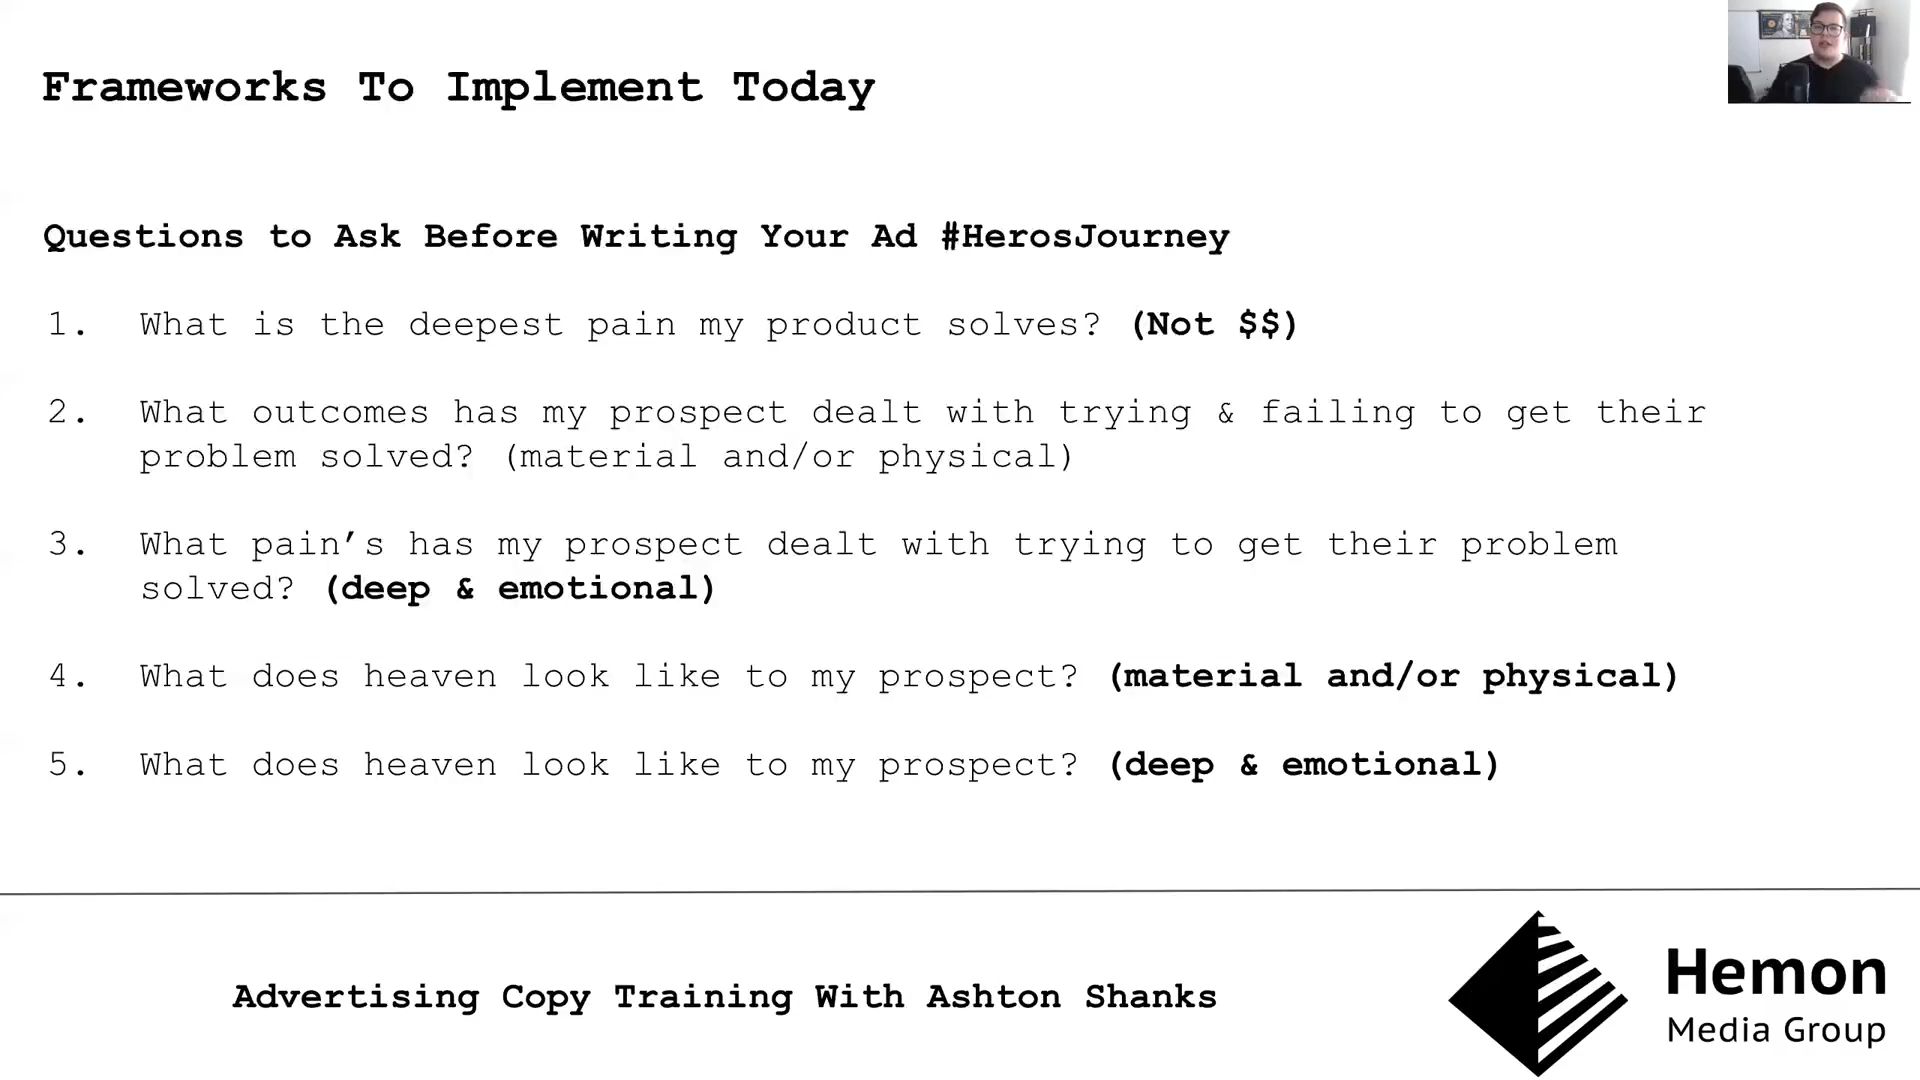 Frameworks To Implement Today
Questions to Ask Before Writing Your Ad #HerosJourney
1. What is the deepest pain my product solves? (Not $$)
2. What outcomes has my prospect dealt with trying & failing to get their
problem solved? (material and/or physical)
3. What pain’s has my prospect dealt with trying to get their problem
solved? (deep & emotional)
4. What does heaven look like to my prospect? (material and/or physical)
5. What does heaven look like to my prospect? (deep & emotional)
Advertising Copy Training With Ashton Shanks
Hemon
Media Group